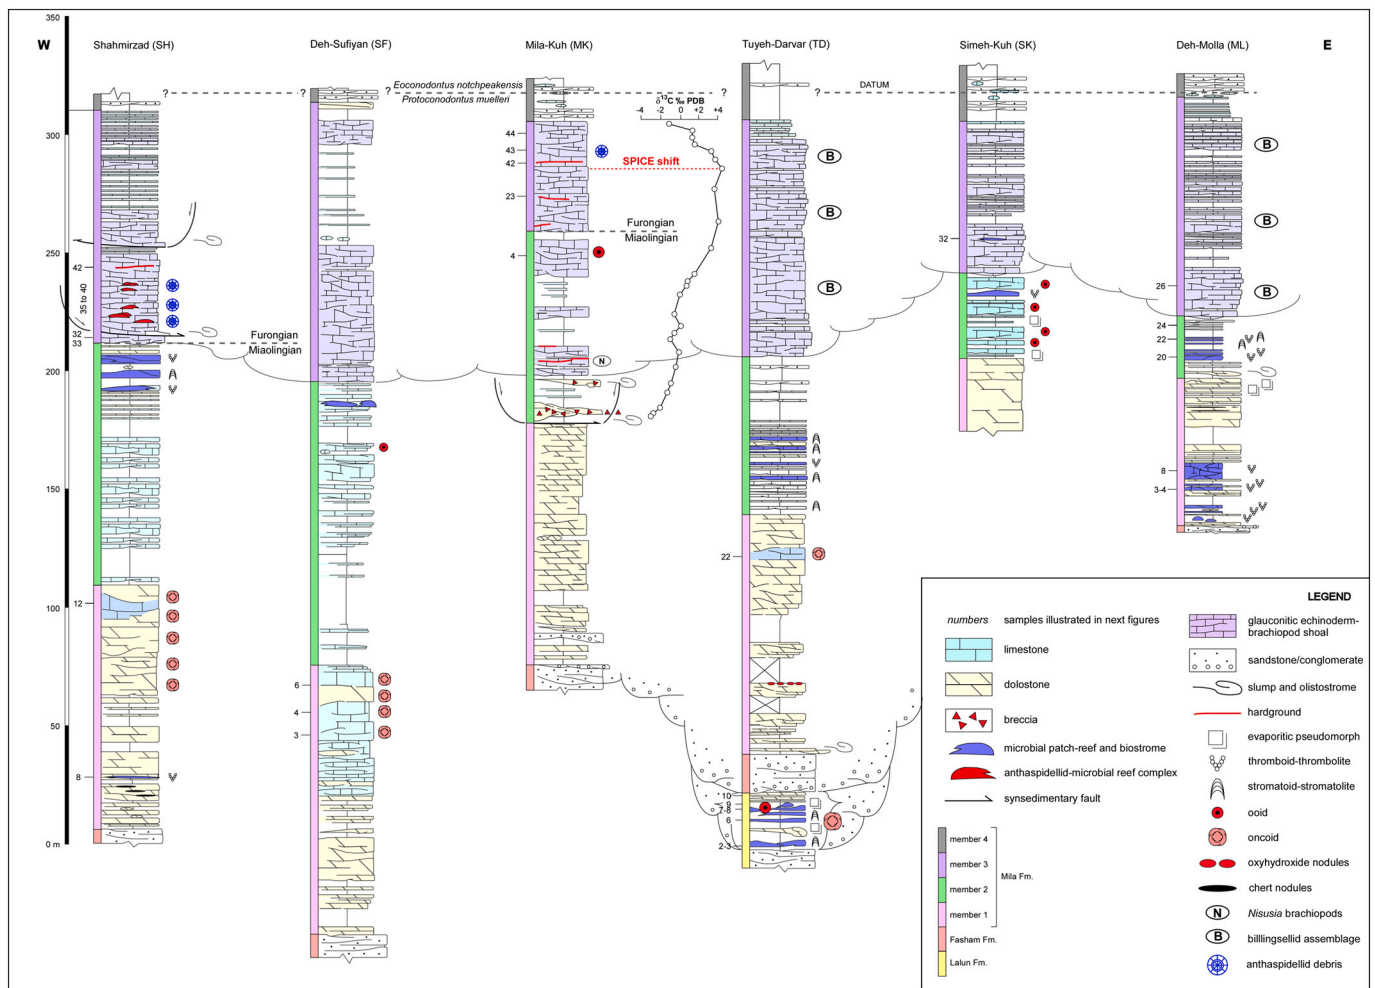 350
W
Shahmirzad (SH)
Deh-Sufiyan (SF)
Mila-Kuh (MK)
Tuyeh-Darvar (TD)
Simeh-Kuh (SK)
Deh-Molla (ML)
E
?
?
?
Eoconodontus notchpeakensis
Protoconodontus muelleri
?
?
DATUM
δ13C ‰ PDB
-4 -2 0 +2 +4
300
SPICE shift
44
43
42
23
4
Furongian
Miaolingian
N
B
B
B
32
B
B
B
26
24
22
20
8
3-4
250
42
35 to 40
32
33
Furongian
Miaolingian
200
150
100
12
50
8
0 m
6
4
3
22
10
9
7-8
6
2-3
LEGEND
numbers samples illustrated in next figures
limestone
dolostone
breccia
microbial patch-reef and biostrome
anthaspidellid-microbial reef complex
synsedimentary fault
member 4
member 3
member 2
member 1
Mila Fm.
Fasham Fm.
Lalun Fm.
glauconitic echinoderm-
brachiopod shoal
sandstone/conglomerate
slump and olistostrome
hardground
evaporitic pseudomorph
thromboid-thrombolite
stromatoid-stromatolite
ooid
oncoid
oxyhydroxide nodules
chert nodules
N Nisusia brachiopods
B billlingsellid assemblage
anthaspidellid debris